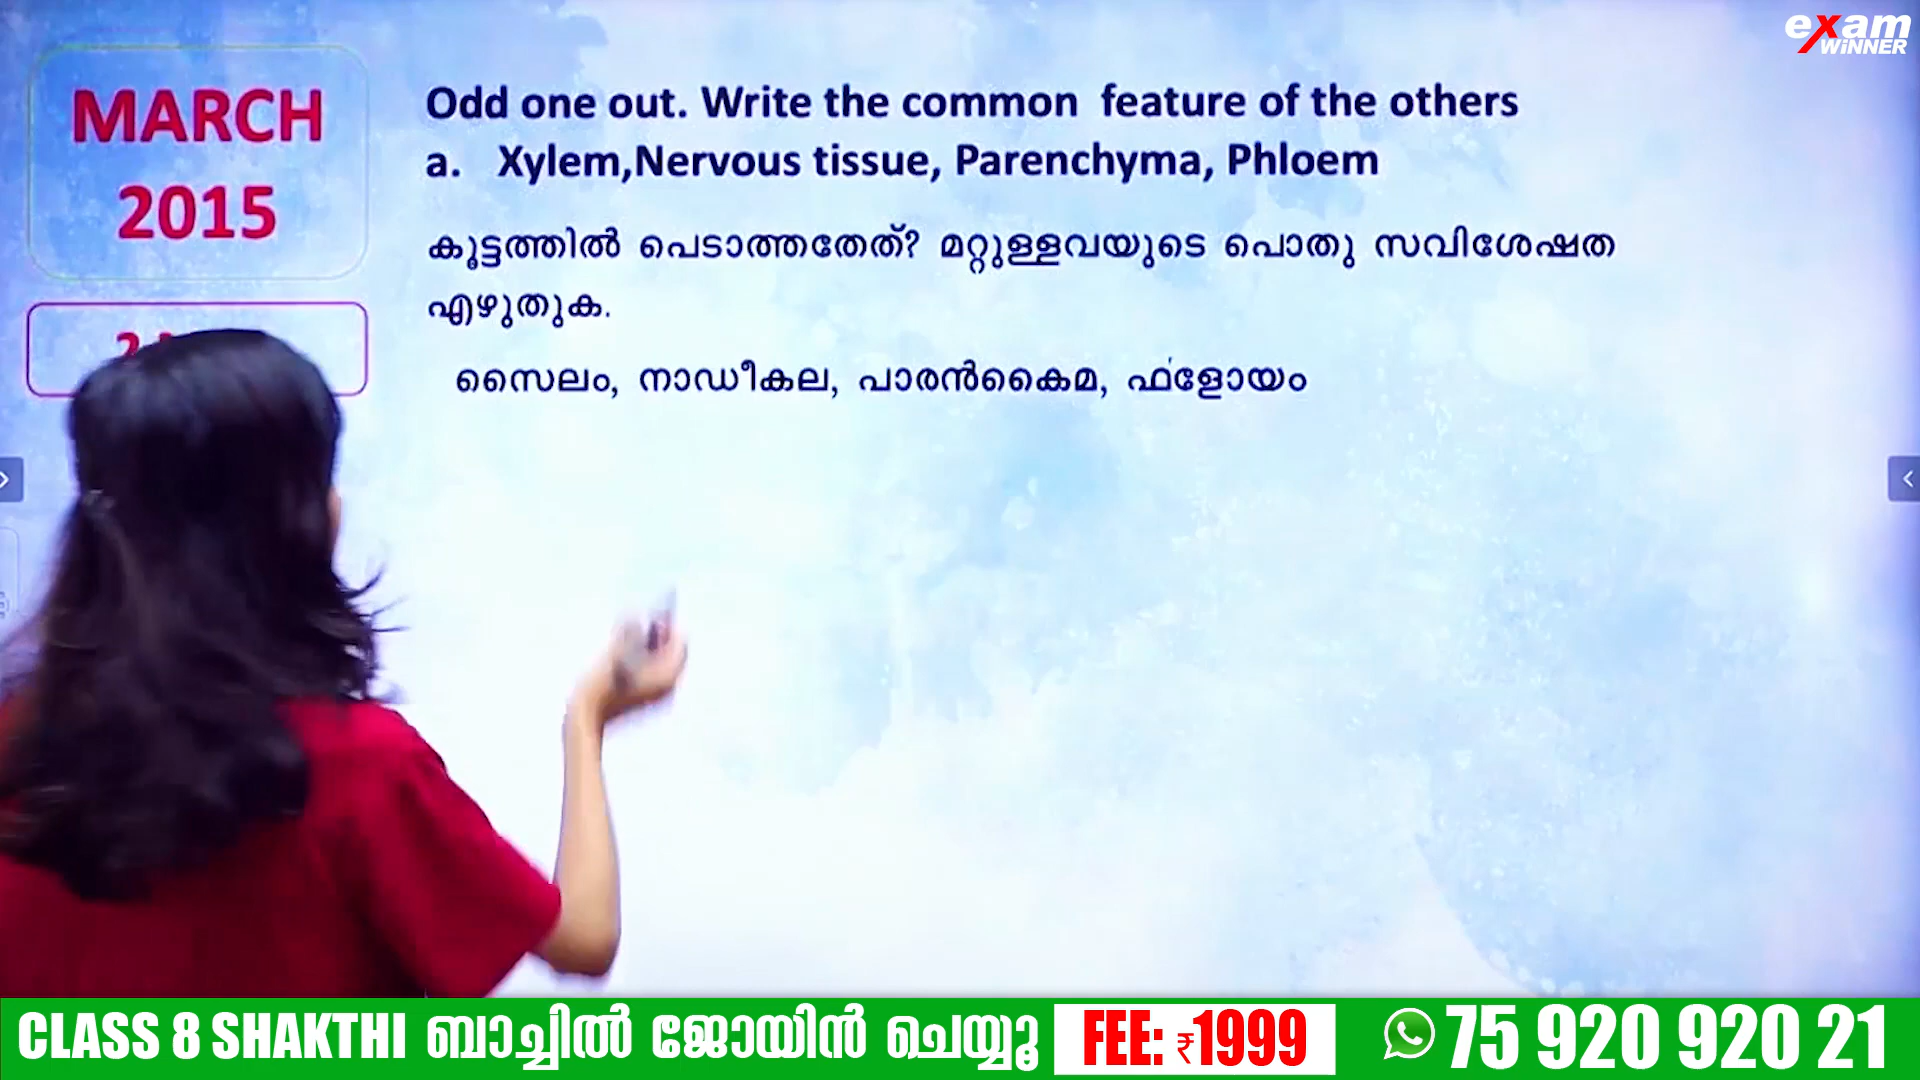 exam
WINNER
MARCH
2015
Odd one out. Write the common feature of the others
a. Xylem,Nervous tissue, Parenchyma, Phloem
കൂട്ടത്തിൽ പെടാത്തതേത്? മറ്റുള്ളവയുടെ പൊതു സവിശേഷത
എഴുതുക.
സൈലം, നാഡീകല, പാരൻകൈമ, ഫ്ളോയം
CLASS 8 SHAKTHI ബാച്ചിൽ ജോയിൻ ചെയ്യൂ FEE: ₹1999 75 920 920 21